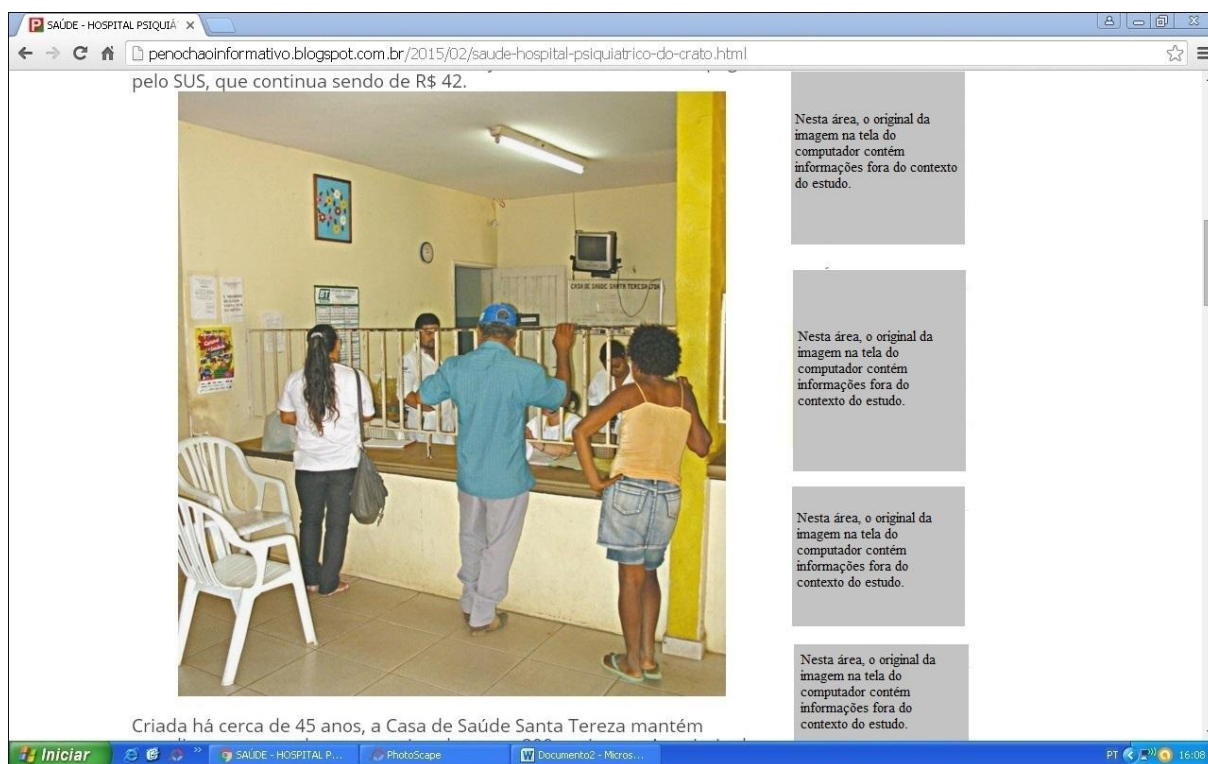 SAÚDE - HOSPITAL PSIQUIÁ
penochaoinformativo.blogspot.com.br/2015/02/saude-hospital-psiquiatrico-do-crato.html
pelo SUS, que continua sendo de R$ 42.
CASA DE SAUDE SANTA TERESA LTDA
Nesta área, o original da
imagem na tela do
computador contém
informações fora do contexto
do estudo.
Nesta área, o original da
imagem na tela do
computador contém
informações fora do
contexto do estudo.
Nesta área, o original da
imagem na tela do
computador contém
informações fora do
contexto do estudo.
Nesta área, o original da
imagem na tela do
computador contém
informações fora do
contexto do estudo.
Criada há cerca de 45 anos, a Casa de Saúde Santa Tereza mantém
Iniciar
SAÚDE - HOSPITAL P...
PhotoScape
Documento2 - Micros...
PT
16:08